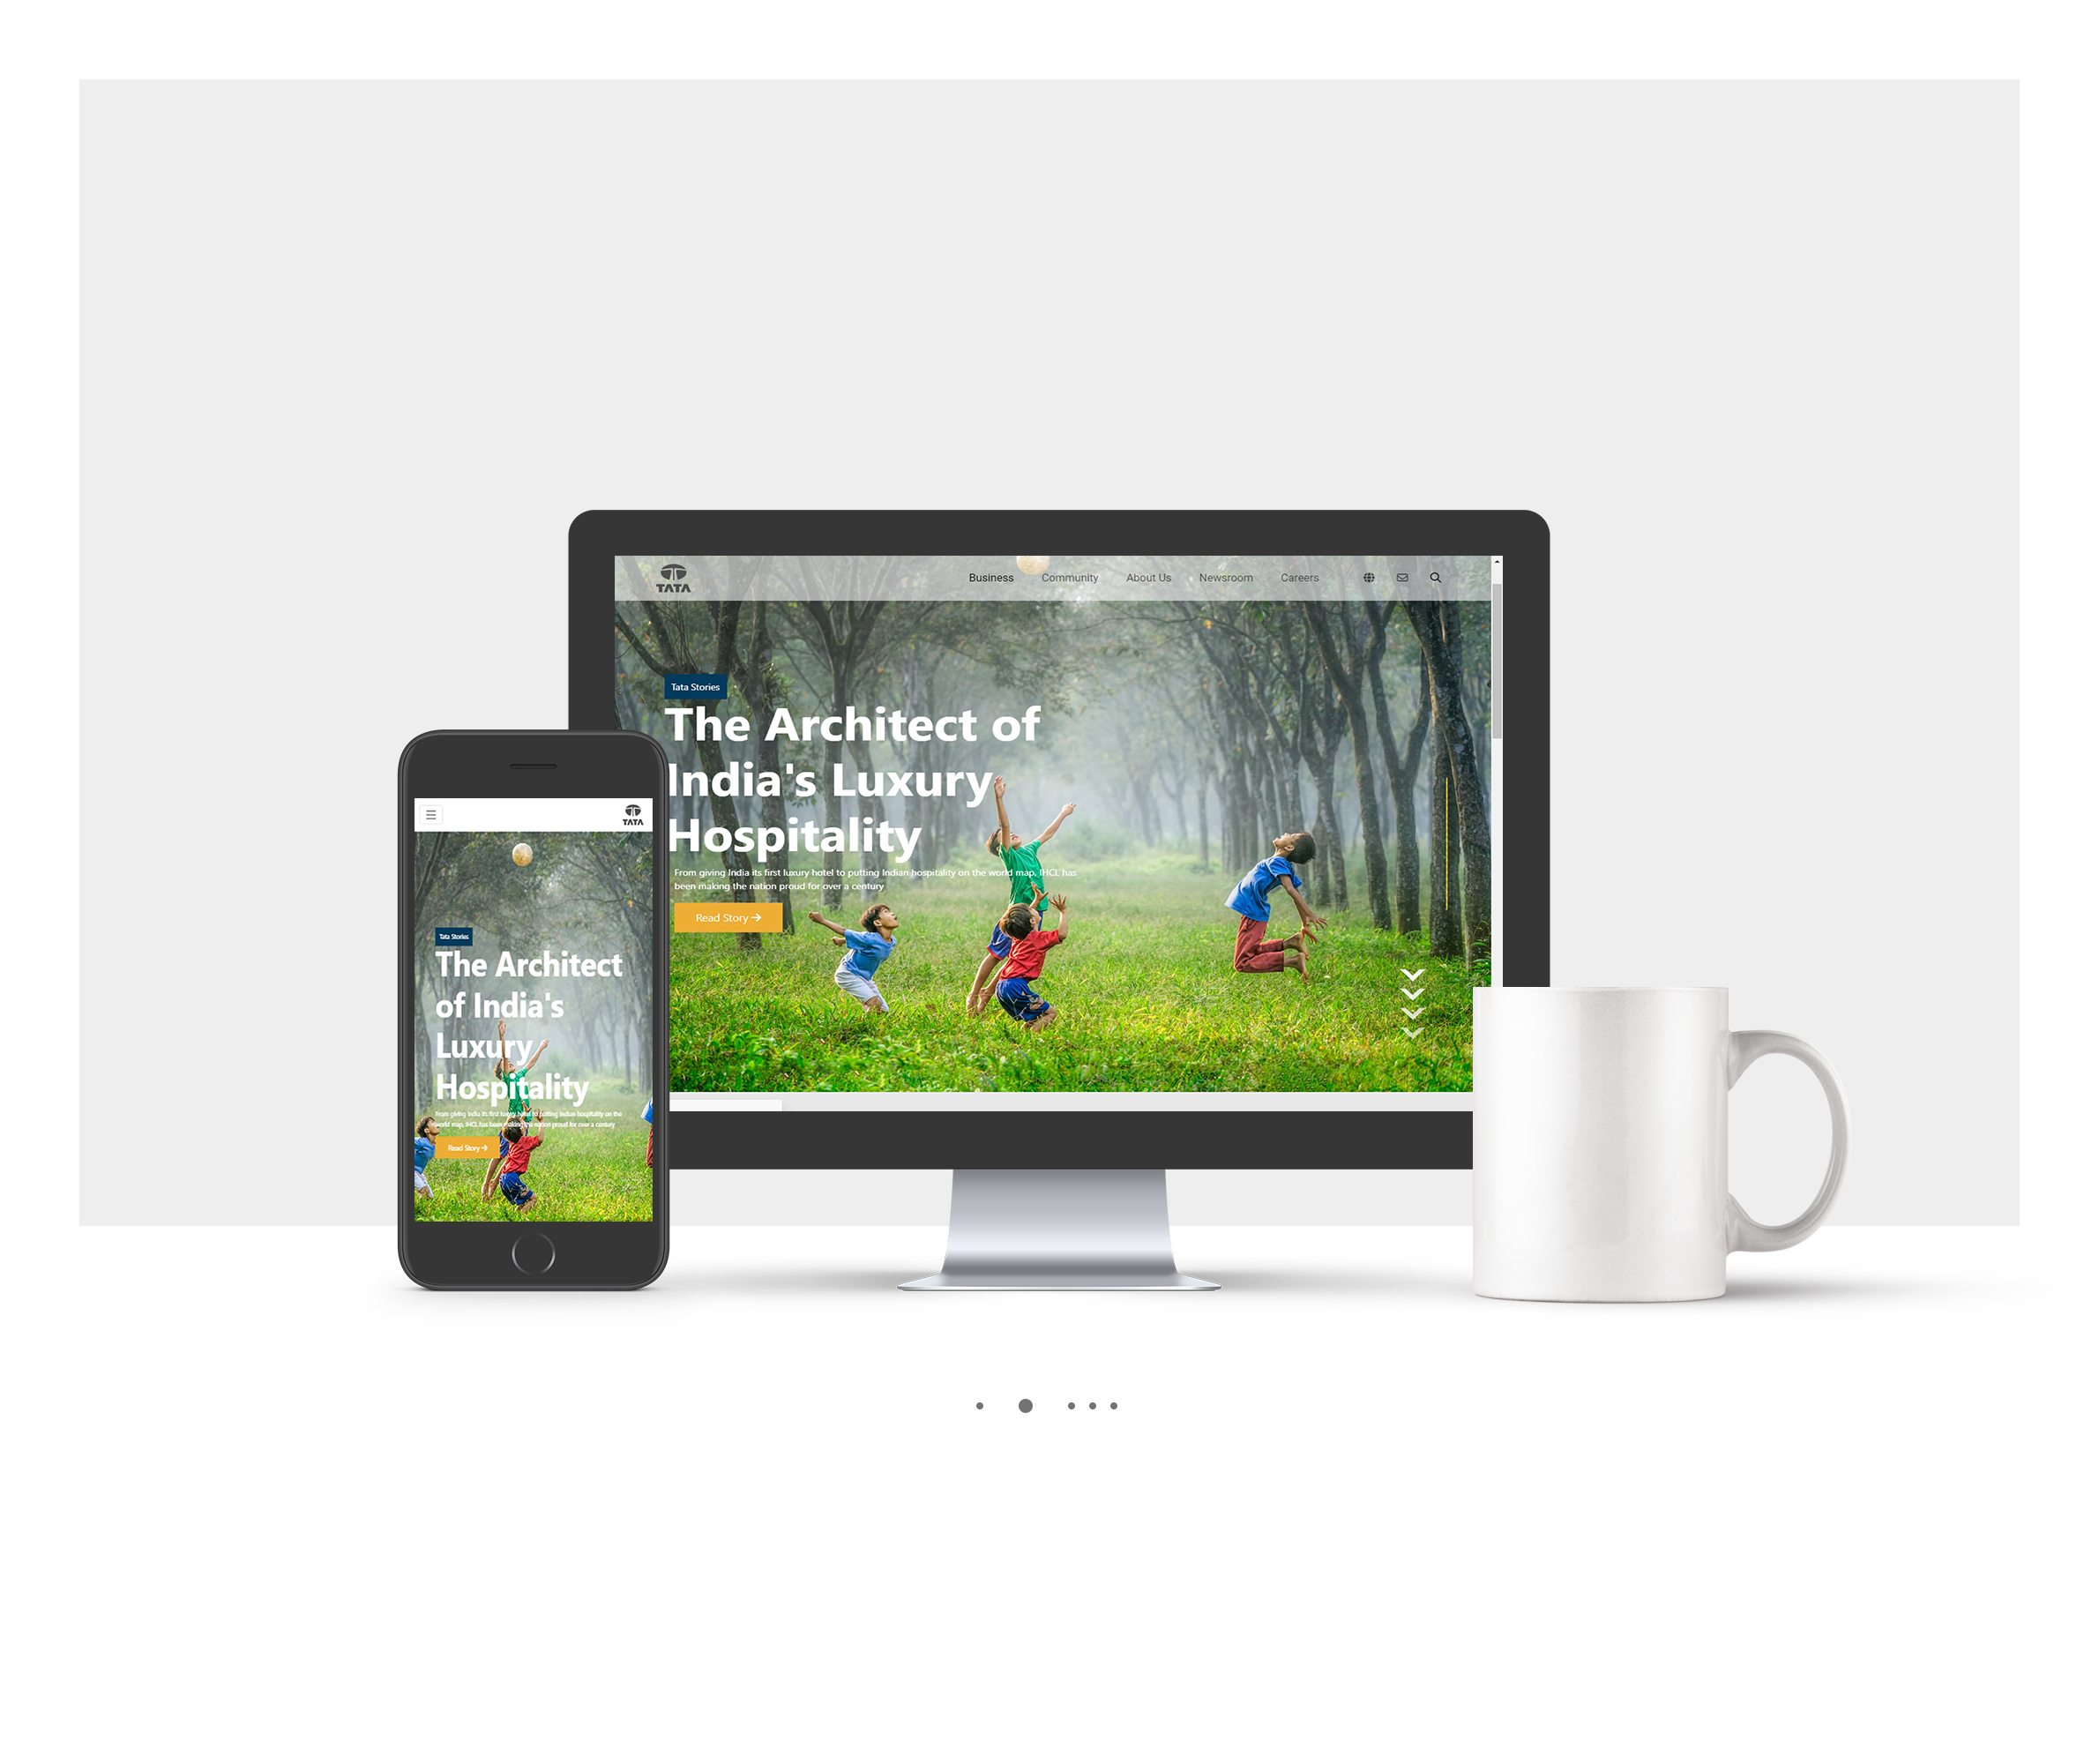 TATA
Business Community About Us Newsroom Careers
Tata Stories
The Architect of
India's Luxury
Hospitality
From giving India its first luxury hotel to putting Indian hospitality on the world map, IHCL has
been making the nation proud for over a century
Read Story
TATA
Tata Stories
The Architect
of India's
Luxury
Hospitality
From giving India its first luxury hotel to putting Indian hospitality on the
world map, IHCL has been making the nation proud for over a century
Read Story